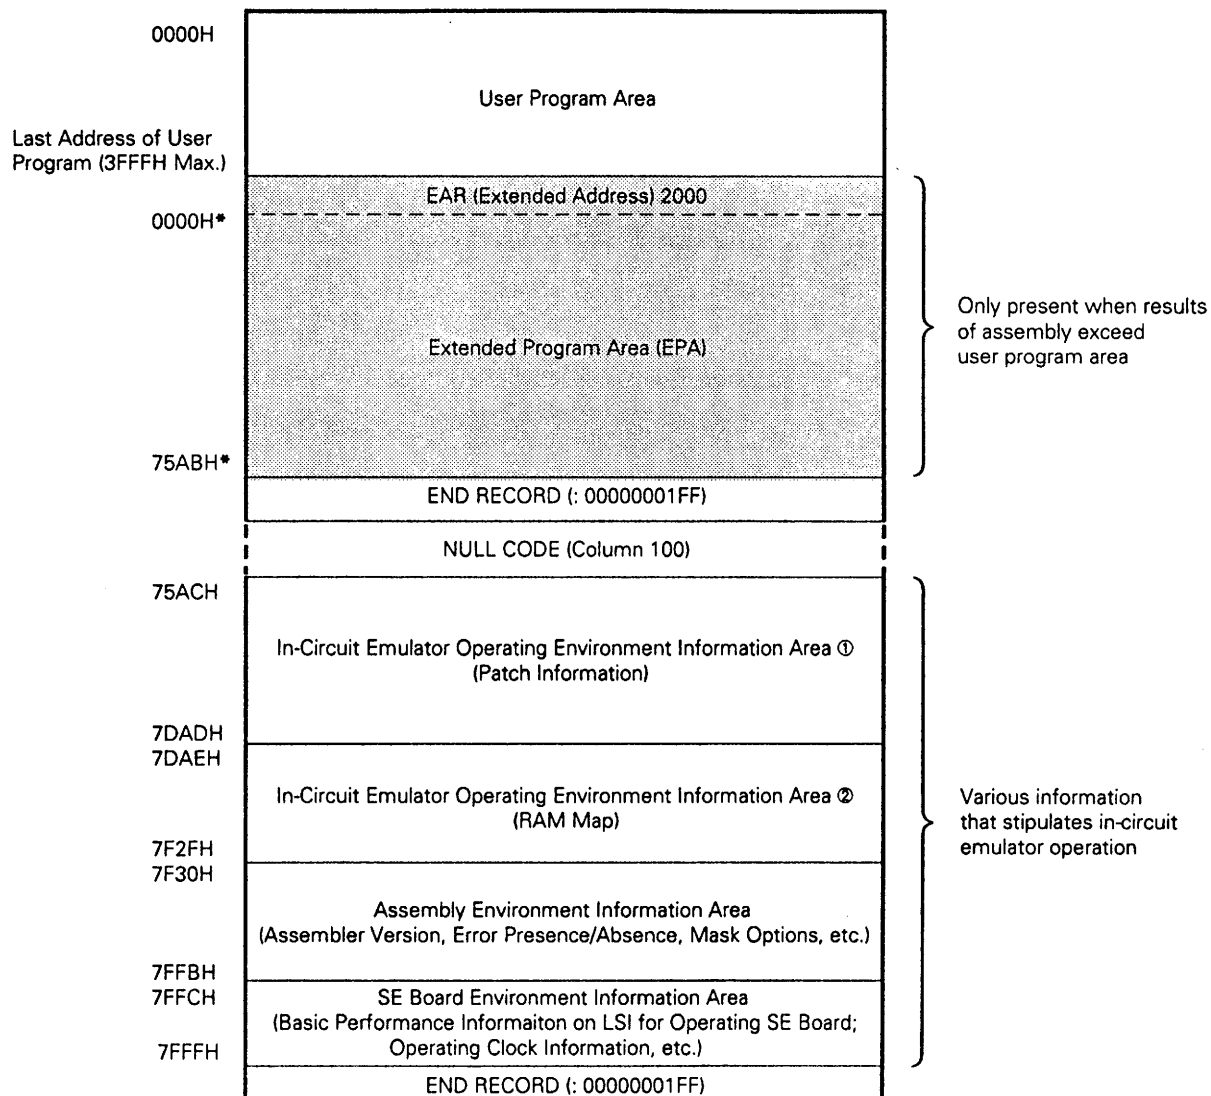 0000H
User Program Area
Last Address of User
Program (3FFFH Max.)
EAR (Extended Address) 2000
0000H*
Only present when results
of assembly exceed
user program area
Extended Program Area (EPA)
75ABH*
END RECORD (: 00000001FF)
NULL CODE (Column 100)
75ACH
In-Circuit Emulator Operating Environment Information Area ①
(Patch Information)
7DADH
7DAEH
In-Circuit Emulator Operating Environment Information Area ②
(RAM Map)
Various information
that stipulates in-circuit
emulator operation
7F2FH
7F30H
Assembly Environment Information Area
(Assembler Version, Error Presence/Absence, Mask Options, etc.)
7FFBH
7FFCH
SE Board Environment Information Area
(Basic Performance Informaiton on LSI for Operating SE Board;
Operating Clock Information, etc.)
7FFFH
END RECORD (: 00000001FF)